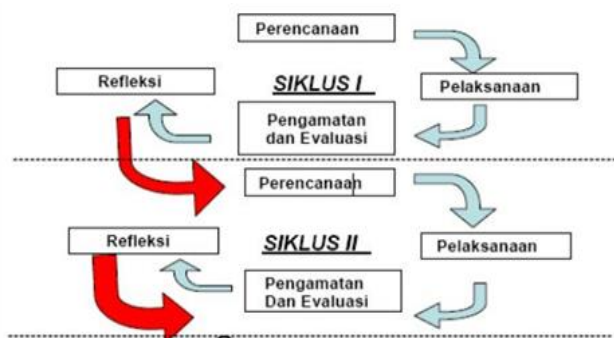 Perencanaan
Refleksi
SIKLUS I
Pelaksanaan
Pengamatan
dan Evaluasi
Perencanaan
Refleksi
SIKLUS II
Pelaksanaan
Pengamatan
Dan Evaluasi